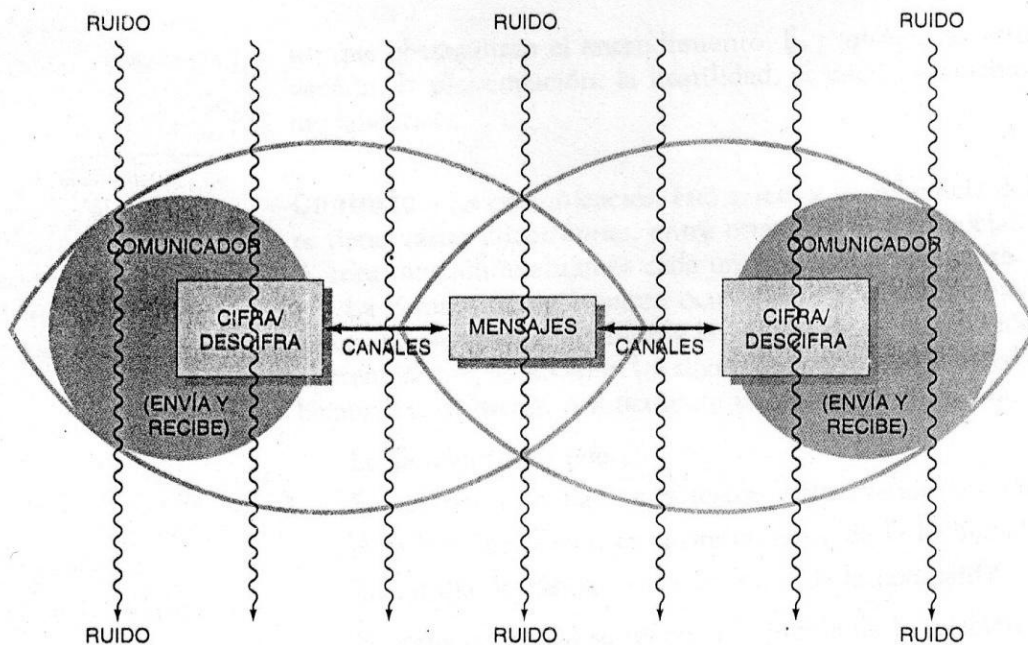 RUIDO RUIDO RUIDO
COMUNICADOR COMUNICADOR
CIFRA/
DESCIFRA
CANALES
MENSAJES
CANALES
CIFRA/
DESCIFRA
(ENVÍA Y
RECIBE)
(ENVÍA Y
RECIBE)
RUIDO RUIDO RUIDO